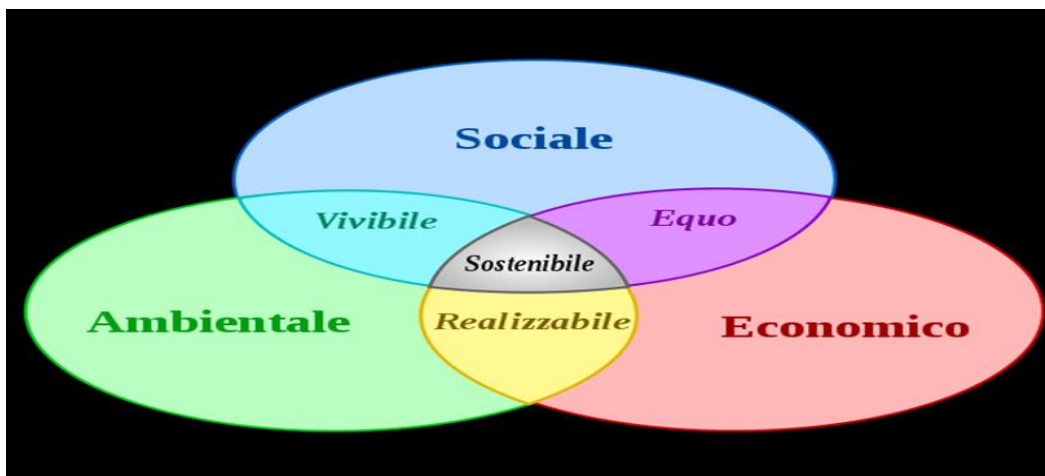 Sociale
Vivibile
Equo
Sostenibile
Ambientale
Realizzabile
Economico